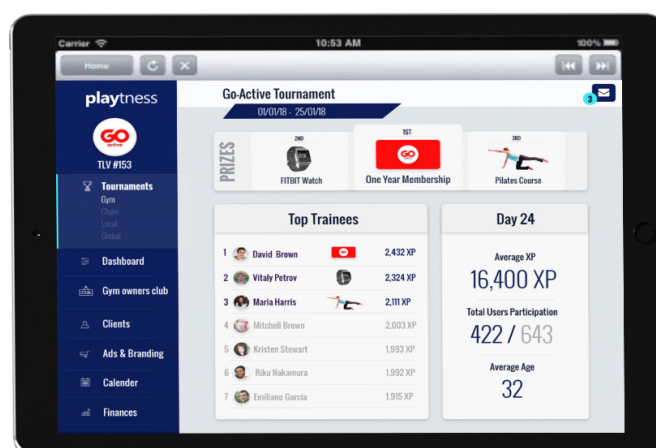 Carrier
10:53 AM
100%
Home
playtness
GO
active
TLV #153
Tournaments
Gym
Chain
Local
Global
Dashboard
Gym owners club
Clients
Ads & Branding
Calender
Finances
Go-Active Tournament
01/01/18 - 25/01/18
3
PRIZES
2ND
FITBIT Watch
1ST
GO
One Year Membership
3RD
Pilates Course
Top Trainees
1 David Brown GO 2,432 XP
2 Vitaly Petrov 2,324 XP
3 Maria Harris 2,111 XP
4 Mitchell Brown 2,003 XP
5 Kristen Stewart 1,993 XP
6 Riku Nakamura 1,992 XP
7 Emiliano Garcia 1,915 XP
Day 24
Average XP
16,400 XP
Total Users Participation
422 / 643
Average Age
32